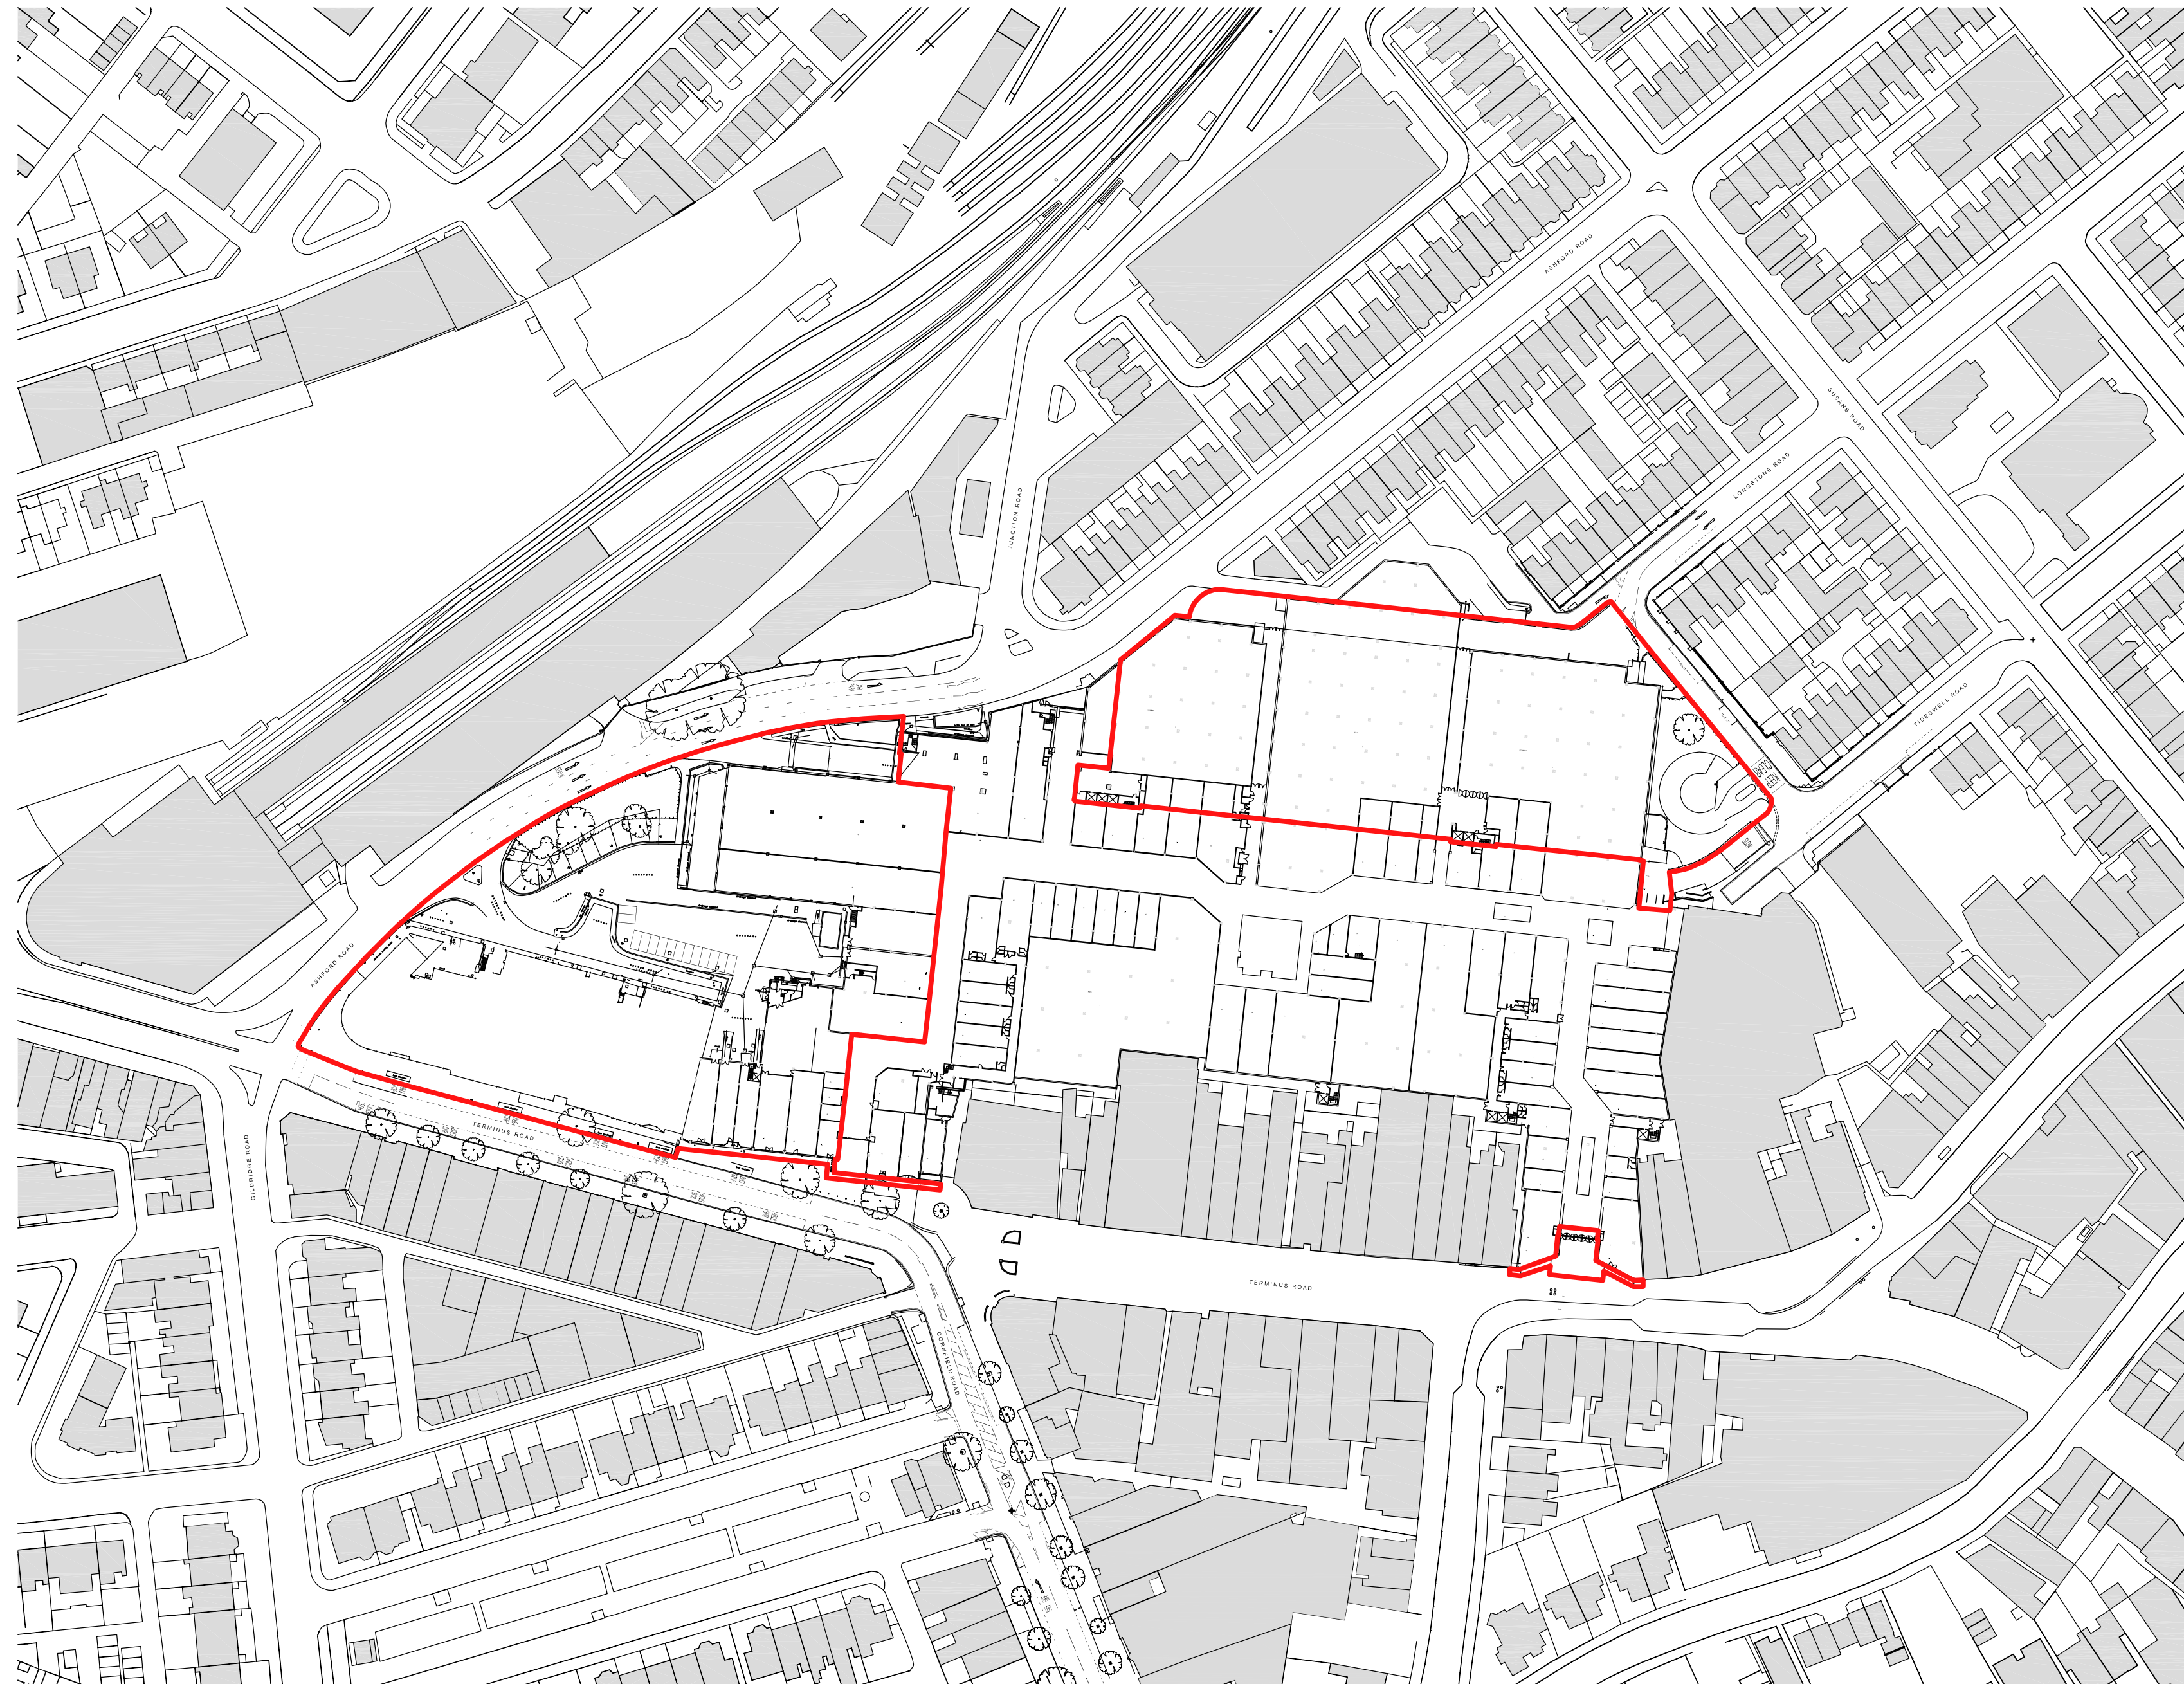 ASHFORD ROAD
SUSANS ROAD
LONGSTONE ROAD
JUNCTION ROAD
TIDESWELL ROAD
ASHFORD ROAD
TERMINUS ROAD
GILDRIDGE ROAD
TERMINUS ROAD
CORNFIELD ROAD